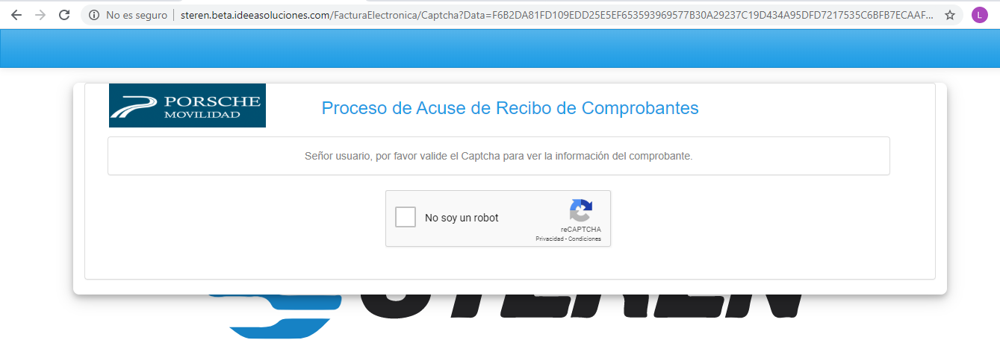 No es seguro
steren.beta.ideeasoluciones.com/FacturaElectronica/Captcha?Data=F6B2DA81FD109EDD25E5EF653593969577B30A29237C19D434A95DFD7217535C6BFB7ECAAF...
L
PORSCHE
MOVILIDAD
Proceso de Acuse de Recibo de Comprobantes
Señor usuario, por favor valide el Captcha para ver la información del comprobante.
No soy un robot
reCAPTCHA
Privacidad - Condiciones
STEREN